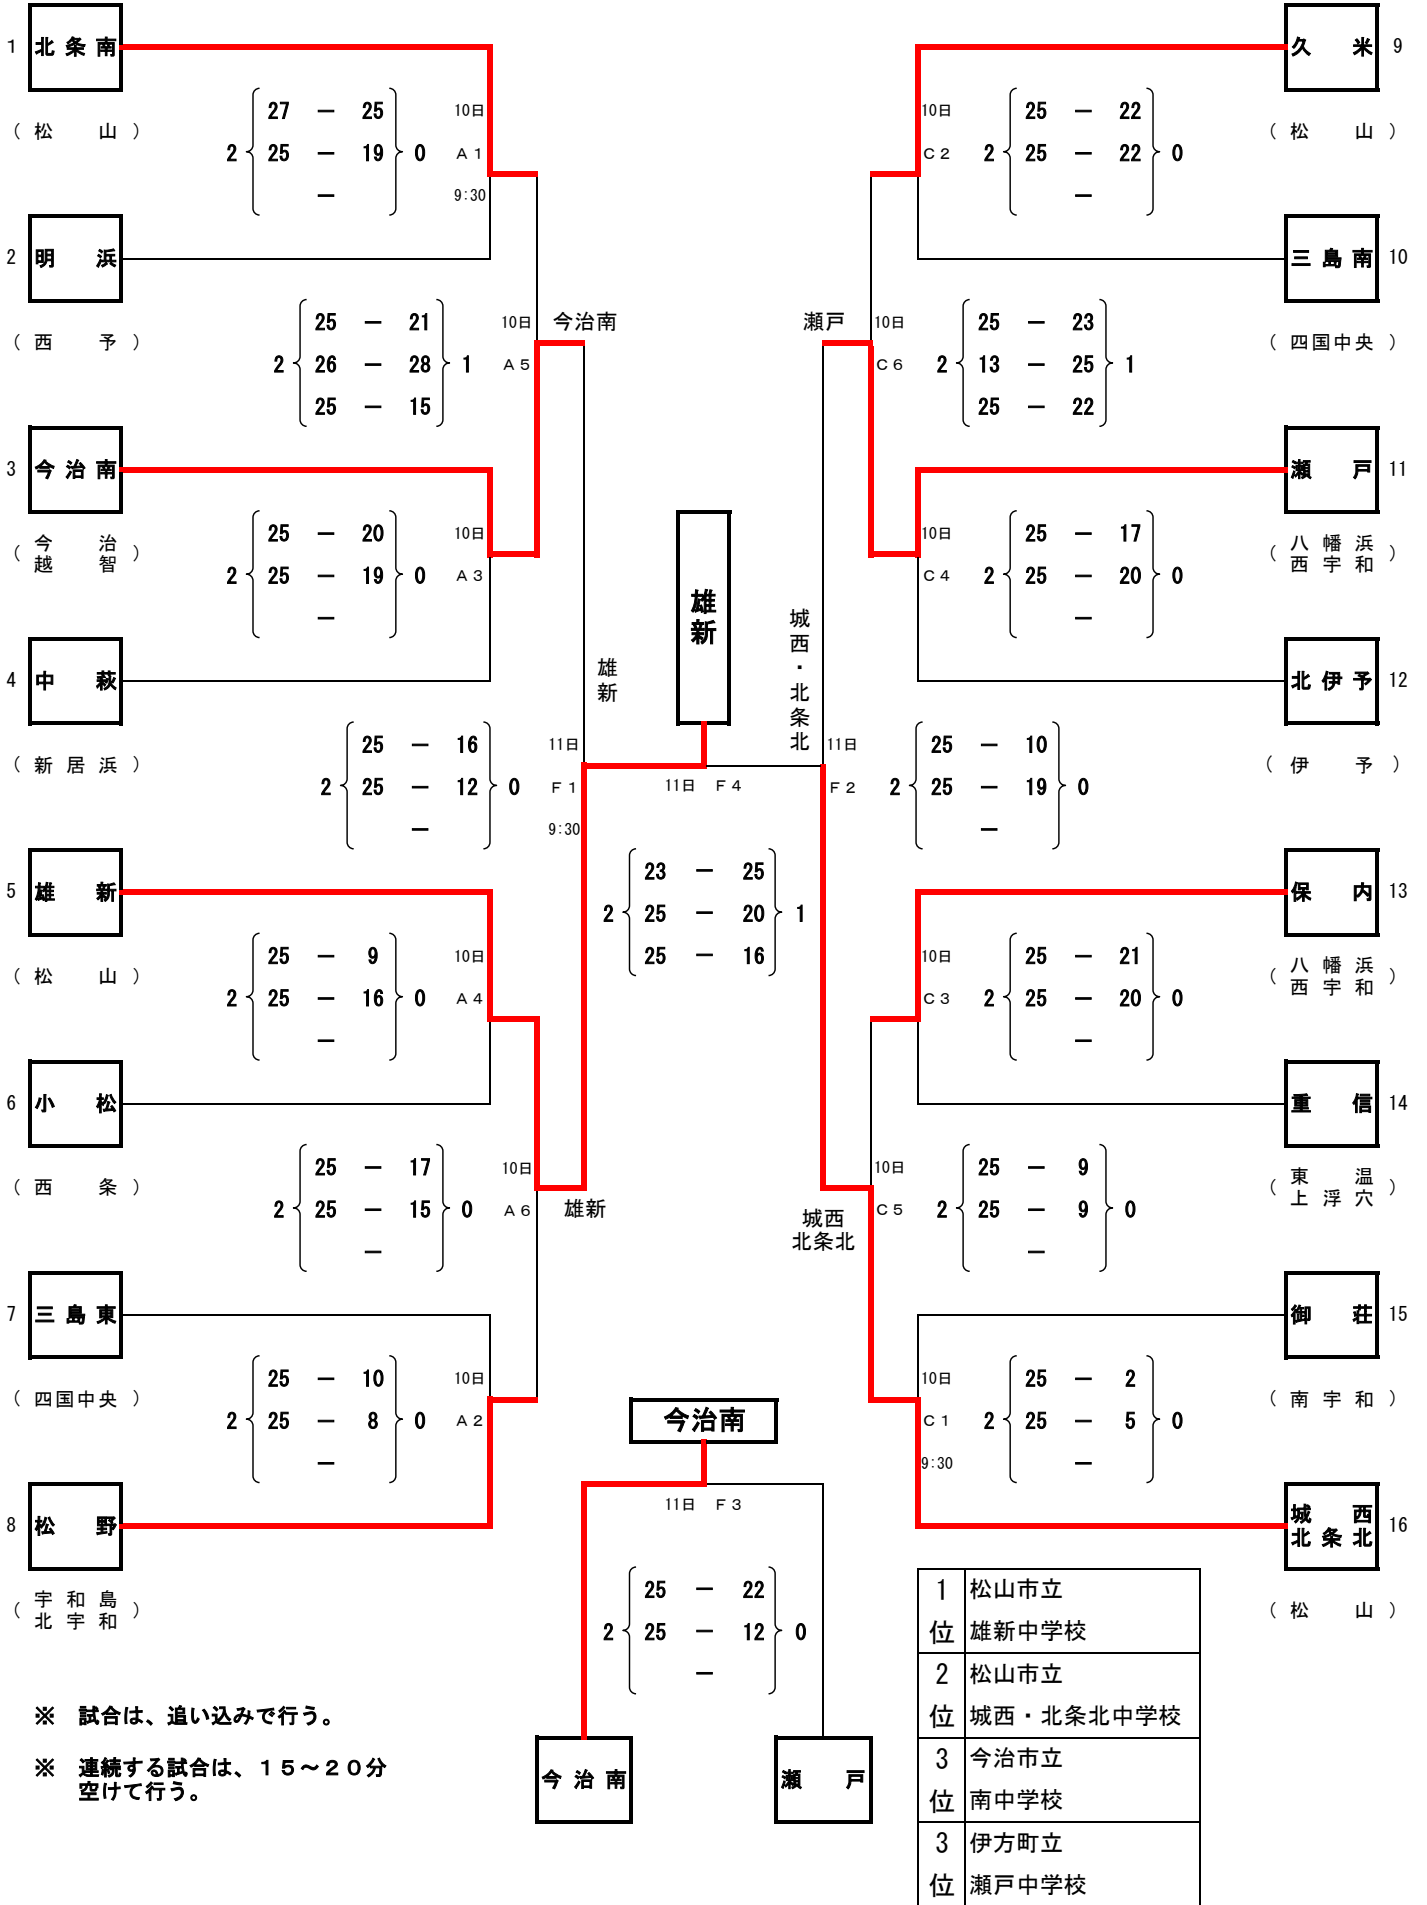 1 北条南
(松山)
27 － 25
2 25 － 19 0
－
10日
A1
9:30
2 明浜
(西予)
25 － 21
2 26 － 28 1
25 － 15
10日
A5
今治南
3 今治南
(今治越智)
25 － 20
2 25 － 19 0
－
10日
A3
4 中萩
(新居浜)
25 － 16
2 25 － 12 0
－
11日
F1
9:30
雄新
5 雄新
(松山)
25 － 9
2 25 － 16 0
－
10日
A4
6 小松
(西条)
25 － 17
2 25 － 15 0
－
10日
A6
雄新
7 三島東
(四国中央)
25 － 10
2 25 － 8 0
－
10日
A2
8 松野
(宇和島北宇和)
雄新
11日 F4
23 － 25
2 25 － 20 1
25 － 16
久米 9
(松山)
10日
C2
25 － 22
2 25 － 22 0
－
三島南 10
(四国中央)
瀬戸
10日
C6
25 － 23
2 13 － 25 1
25 － 22
瀬戸 11
(八幡浜西宇和)
10日
C4
25 － 17
2 25 － 20 0
－
北伊予 12
(伊予)
城西・北条北
11日
F2
25 － 10
2 25 － 19 0
－
保内 13
(八幡浜西宇和)
10日
C3
25 － 21
2 25 － 20 0
－
重信 14
(東温上浮穴)
城西
北条北
10日
C5
25 － 9
2 25 － 9 0
－
御荘 15
(南宇和)
10日
C1
9:30
25 － 2
2 25 － 5 0
－
城西
北条北 16
(松山)
今治南
11日 F3
25 － 22
2 25 － 12 0
－
今治南
瀬戸
※ 試合は、追い込みで行う。
※ 連続する試合は、15～20分
空けて行う。
1位 松山市立
雄新中学校
2位 松山市立
城西・北条北中学校
3位 今治市立
南中学校
3位 伊方町立
瀬戸中学校